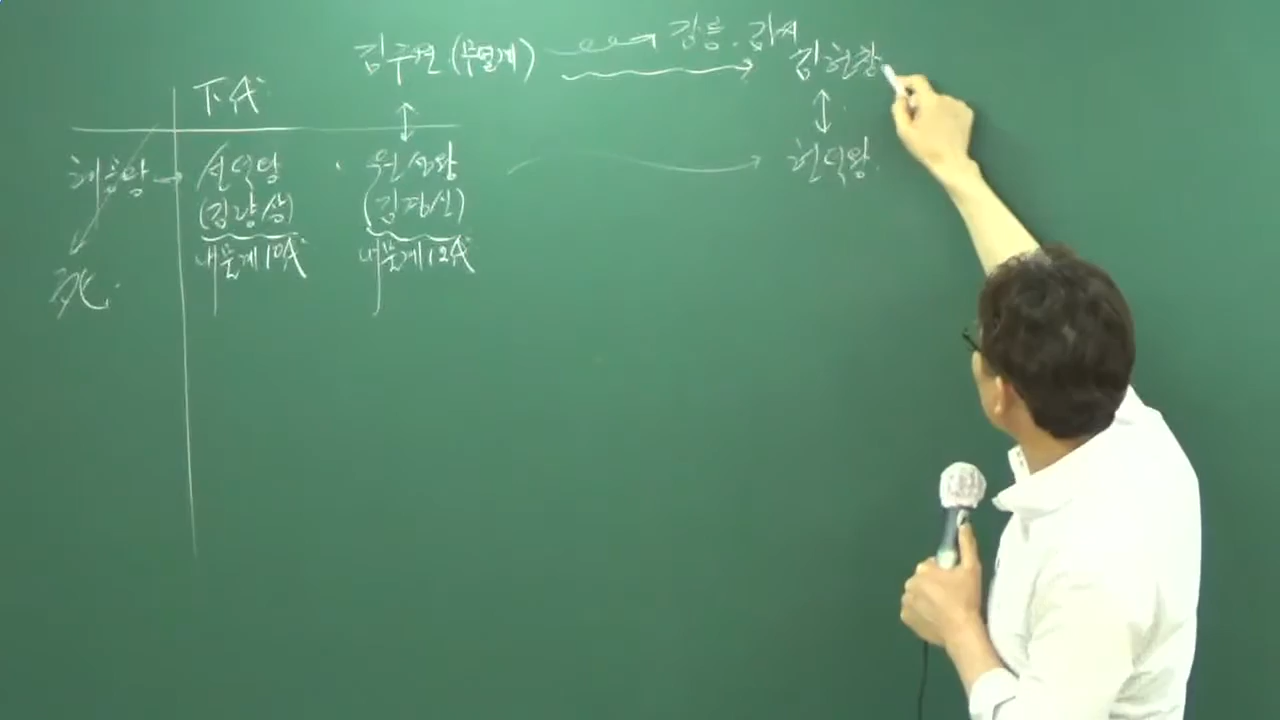 강릉. 김씨
김주원 (무열계)
김헌창
下代
혜공왕
선덕왕
원성왕
헌덕왕
(김양상)
(김경신)
내물계 10代
내물계 12代